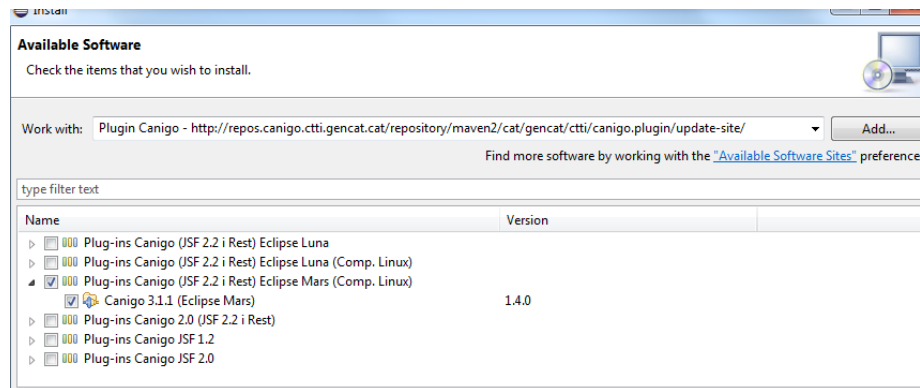 Install
Available Software
Check the items that you wish to install.
Work with: Plugin Canigo - http://repos.canigo.ctti.gencat.cat/repository/maven2/cat/gencat/ctti/canigo.plugin/update-site/ Add...
Find more software by working with the "Available Software Sites" preference
type filter text
Name Version
Plug-ins Canigo (JSF 2.2 i Rest) Eclipse Luna
Plug-ins Canigo (JSF 2.2 i Rest) Eclipse Luna (Comp. Linux)
Plug-ins Canigo (JSF 2.2 i Rest) Eclipse Mars (Comp. Linux)
Canigo 3.1.1 (Eclipse Mars) 1.4.0
Plug-ins Canigo 2.0 (JSF 2.2 i Rest)
Plug-ins Canigo JSF 1.2
Plug-ins Canigo JSF 2.0